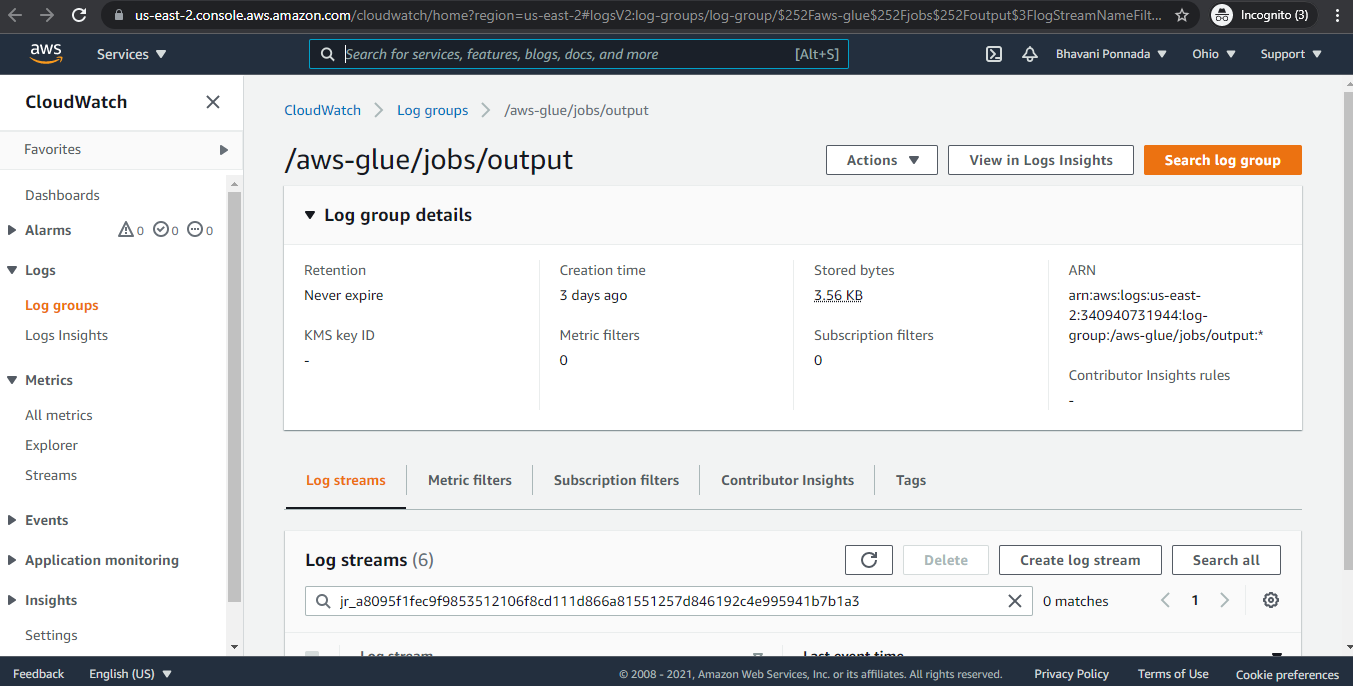 us-east-2.console.aws.amazon.com/cloudwatch/home?region=us-east-2#logsV2:log-groups/log-group/$252Faws-glue$252Fjobs$252Foutput$3FlogStreamNameFilt... Incognito (3)
aws Services Search for services, features, blogs, docs, and more [Alt+S] Bhavani Ponnada Ohio Support
CloudWatch
Favorites
Dashboards
Alarms 0 0 0
Logs
Log groups
Logs Insights
Metrics
All metrics
Explorer
Streams
Events
Application monitoring
Insights
Settings
CloudWatch Log groups /aws-glue/jobs/output
/aws-glue/jobs/output
Actions View in Logs Insights Search log group
Log group details
Retention
Never expire
KMS key ID
-
Creation time
3 days ago
Metric filters
0
Stored bytes
3.56 KB
Subscription filters
0
ARN
arn:aws:logs:us-east-
2:340940731944:log-
group:/aws-glue/jobs/output:*
Contributor Insights rules
-
Log streams Metric filters Subscription filters Contributor Insights Tags
Log streams (6) Delete Create log stream Search all
jr_a8095f1fec9f9853512106f8cd111d866a81551257d846192c4e995941b7b1a3 0 matches 1
Log stream Last event time
Feedback English (US) © 2008 - 2021, Amazon Web Services, Inc. or its affiliates. All rights reserved. Privacy Policy Terms of Use Cookie preferences